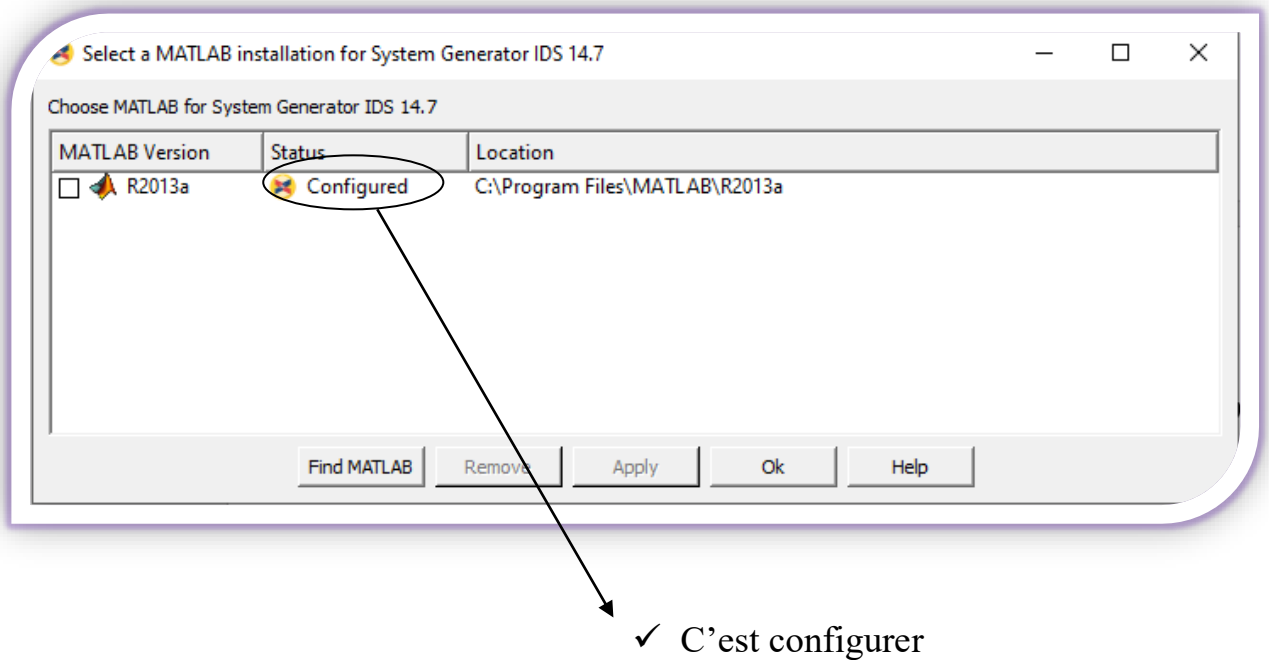 Select a MATLAB installation for System Generator IDS 14.7
Choose MATLAB for System Generator IDS 14.7
MATLAB Version Status Location
R2013a Configured C:\Program Files\MATLAB\R2013a
Find MATLAB Remove Apply Ok Help
✓ C’est configurer